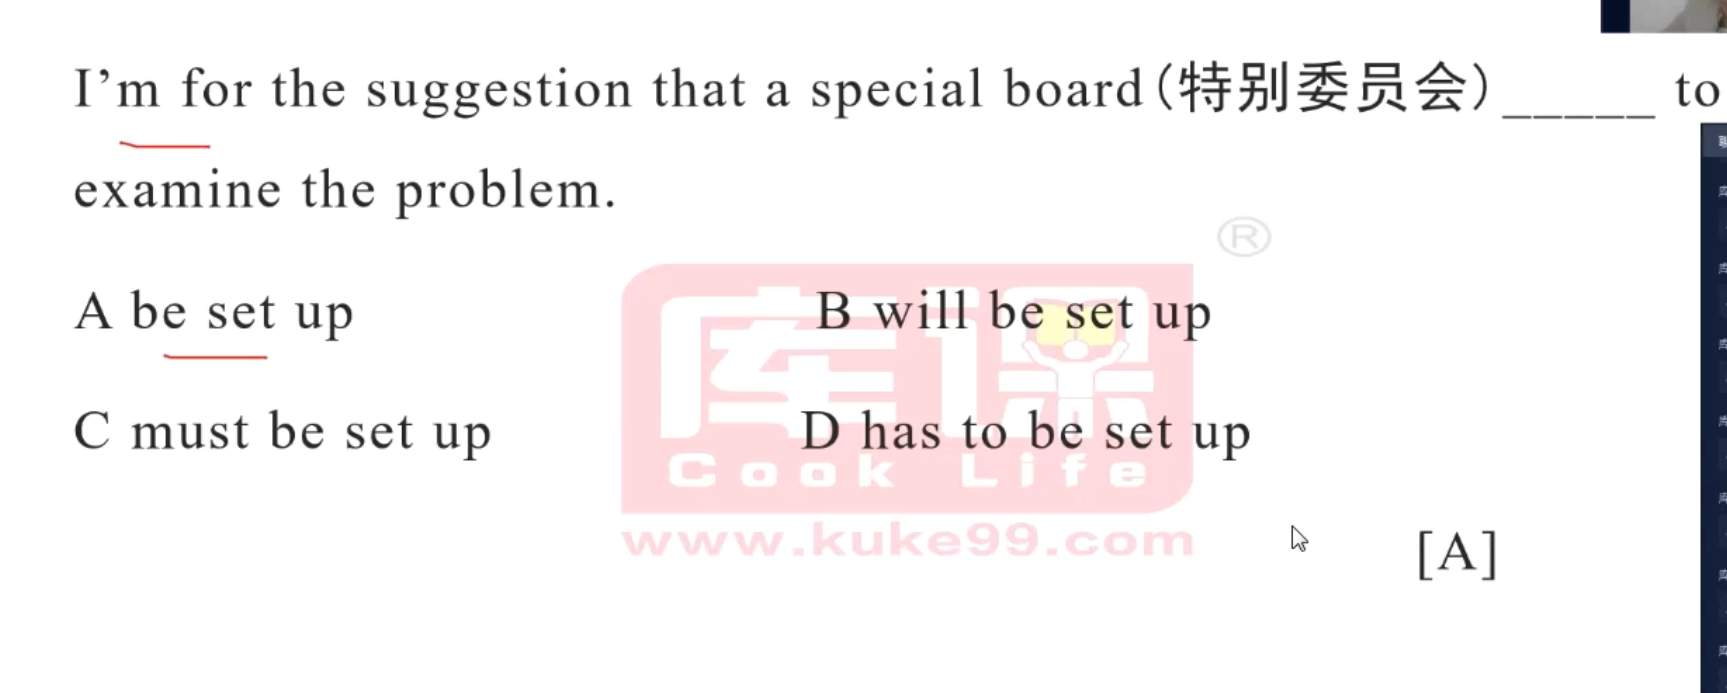 I’m for the suggestion that a special board(特别委员会)_____ to
examine the problem.
®
A be set up
B will be set up
C must be set up
D has to be set up
库课
Cook Life
www.kuke99.com
[A]